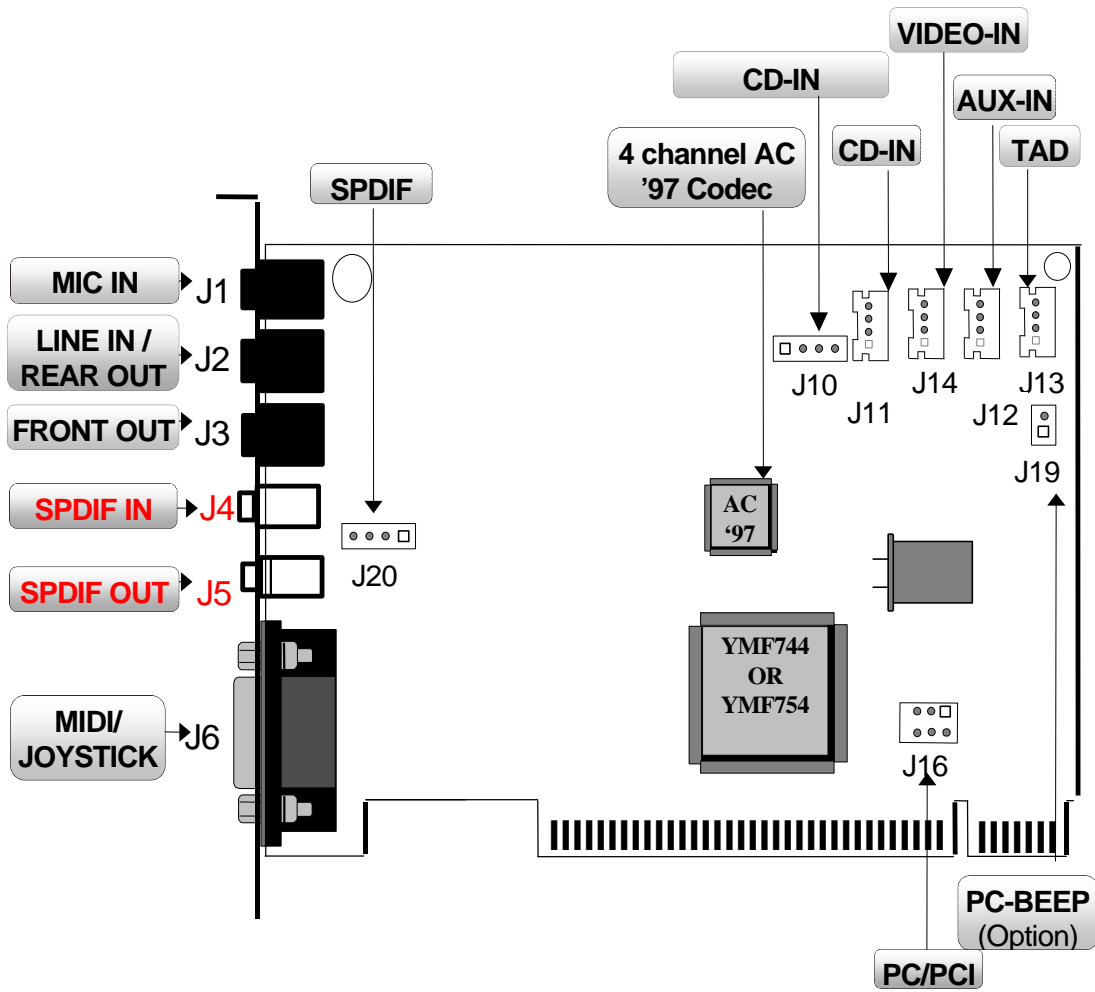 VIDEO-IN
CD-IN
AUX-IN
4 channel AC
'97 Codec
CD-IN
TAD
SPDIF
MIC IN
J1
LINE IN /
REAR OUT
J2
FRONT OUT
J3
SPDIF IN
J4
SPDIF OUT
J5
MIDI/
JOYSTICK
J6
J20
J10
J11
J14
J12
J13
J19
AC
‘97
YMF744
OR
YMF754
J16
PC-BEEP
(Option)
PC/PCI